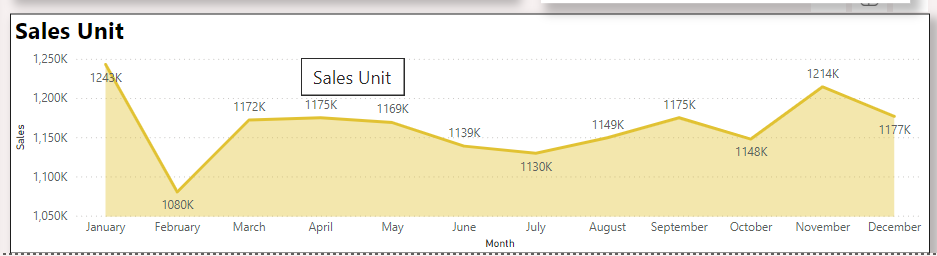 Sales Unit
1,250K
1,200K
1,150K
1,100K
1,050K
Sales
Sales Unit
1243K
1080K
1172K
1175K
1169K
1139K
1130K
1149K
1175K
1148K
1214K
1177K
January February March April May June July August September October November December
Month